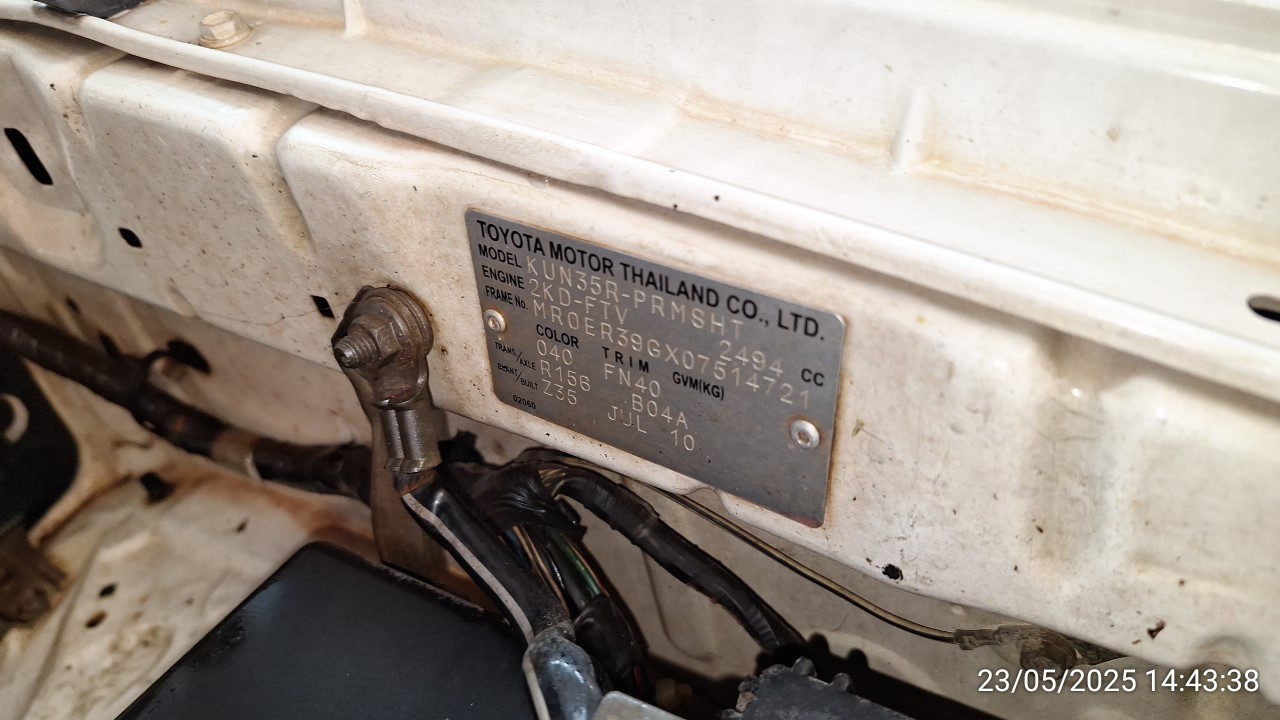 TOYOTA MOTOR THAILAND CO., LTD.
MODEL KUN35R-PRMSHT
ENGINE 2KD-FTV 2494 CC
FRAME No. MR0ER39GX07514721
COLOR TRIM GVM(KG)
040 FN40
TRANS/AXLE R156 B04A
PLANT/BUILT Z35 JUL 10
02060
23/05/2025 14:43:38